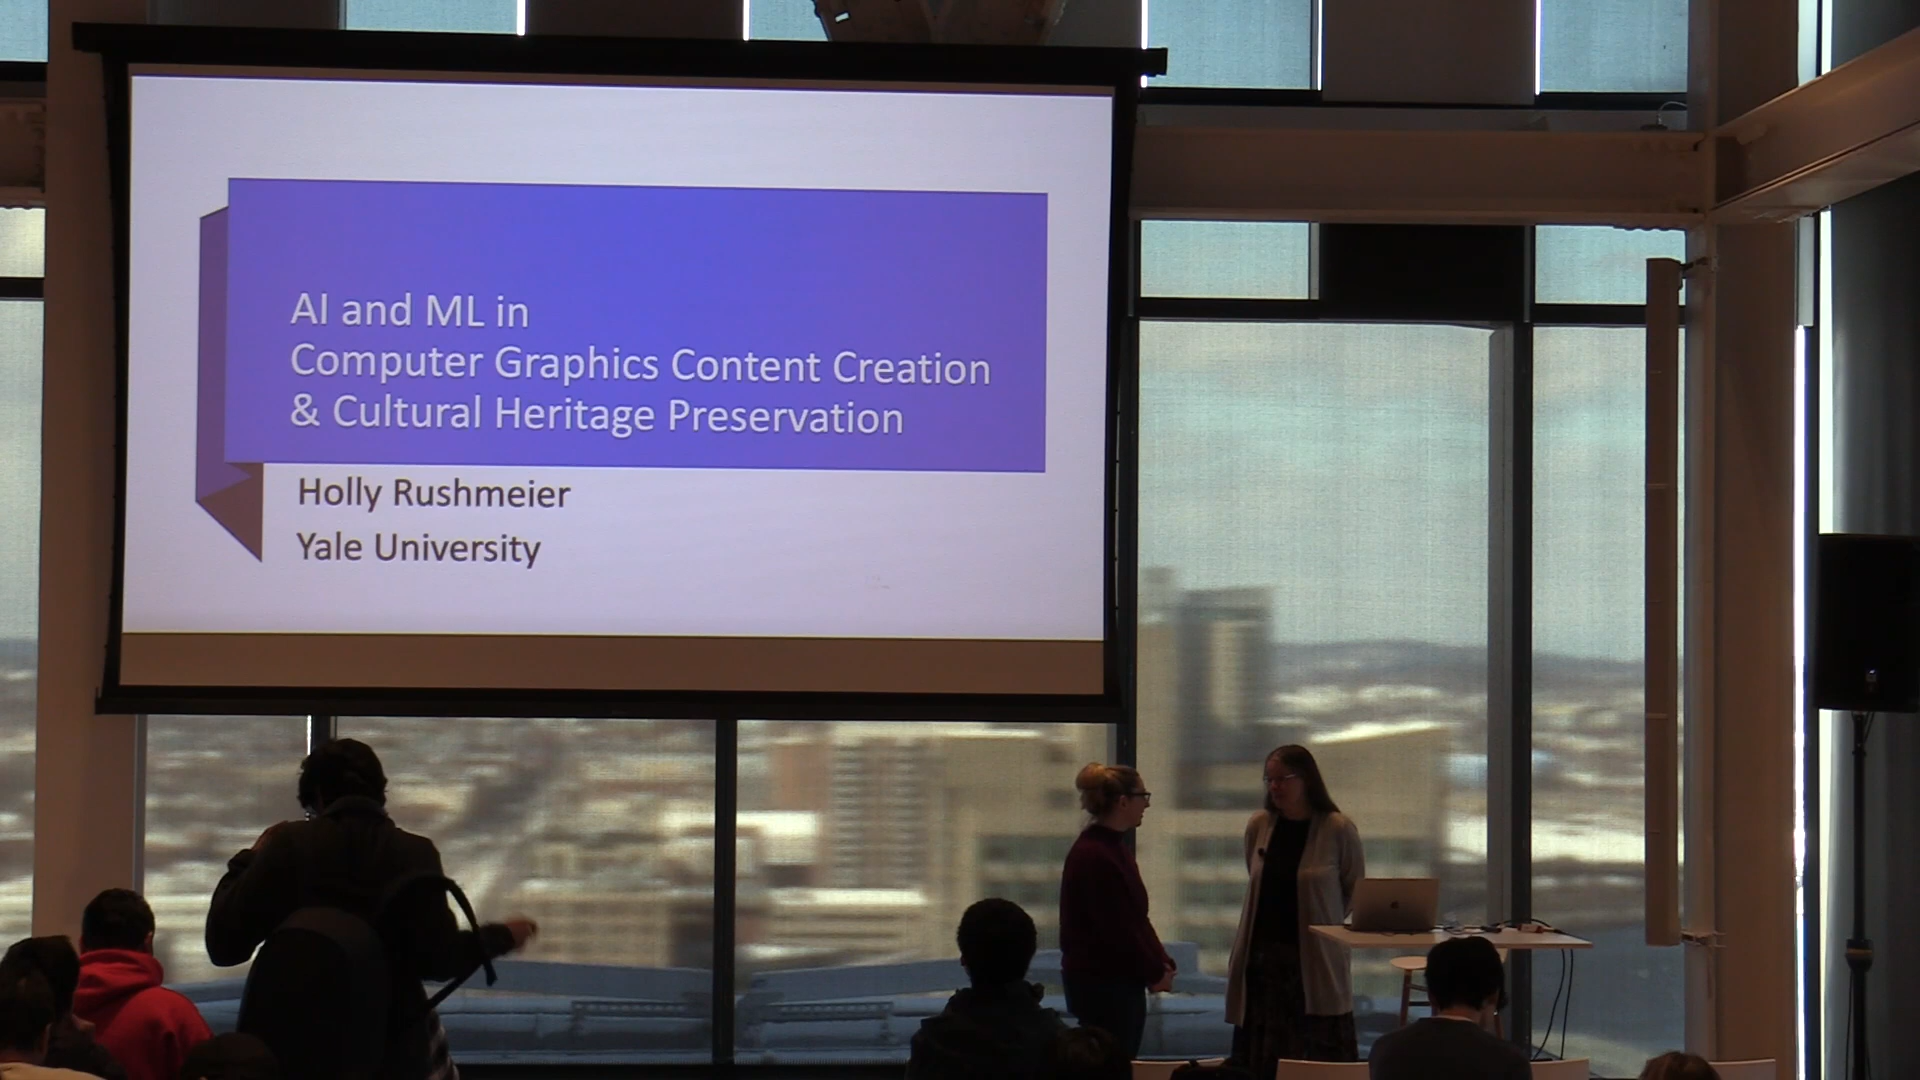 AI and ML in
Computer Graphics Content Creation
& Cultural Heritage Preservation
Holly Rushmeier
Yale University